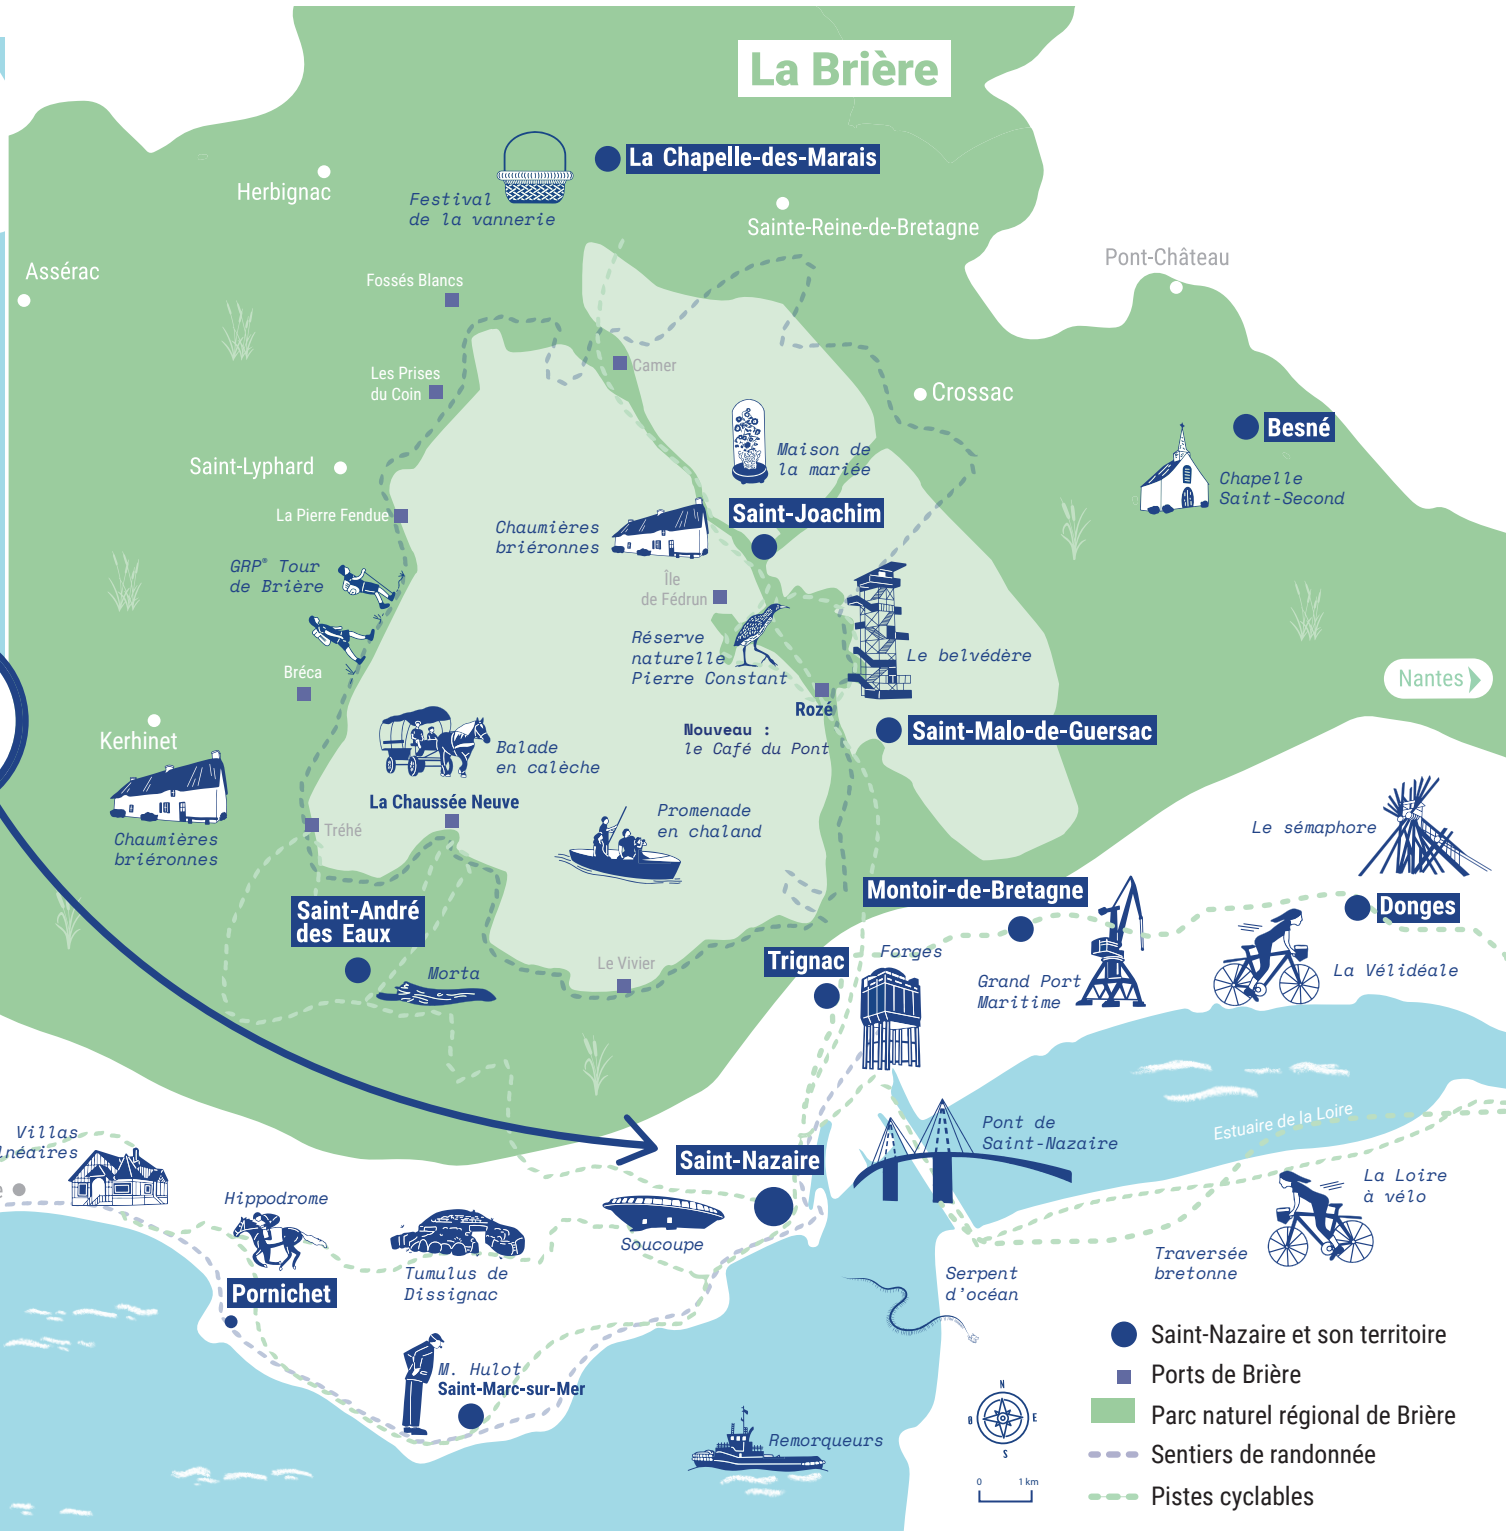 La Brière
La Chapelle-des-Marais
Herbignac
Festival
de la vannerie
Sainte-Reine-de-Bretagne
Assérac
Pont-Château
Fossés Blancs
Camer
Les Prises
du Coin
Crossac
Besné
Maison de
la mariée
Saint-Lyphard
Chapelle
Saint-Second
La Pierre Fendue
Saint-Joachim
Chaumières
briéronnes
GRP® Tour
de Brière
Île
de Fédrun
Réserve
naturelle
Pierre Constant
Le belvédère
Bréca
Nantes
Rozé
Kerhinet
Nouveau :
le Café du Pont
Saint-Malo-de-Guersac
Balade
en calèche
La Chaussée Neuve
Promenade
en chaland
Tréhé
Chaumières
briéronnes
Le sémaphore
Montoir-de-Bretagne
Donges
Saint-André
des Eaux
Trignac
Forges
Le Vivier
Morta
Grand Port
Maritime
La Vélidéale
Estuaire de la Loire
Villas
Pont de
Saint-Nazaire
Saint-Nazaire
La Loire
à vélo
Hippodrome
Soucoupe
Traversée
bretonne
Tumulus de
Dissignac
Serpent
d'océan
Pornichet
M. Hulot
Saint-Marc-sur-Mer
Remorqueurs
N
O
E
S
0 1 km
Saint-Nazaire et son territoire
Ports de Brière
Parc naturel régional de Brière
Sentiers de randonnée
Pistes cyclables